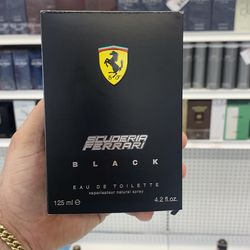 SCUDERIA
FERRARI
BLACK
EAU DE TOILETTE
vaporisateur natural spray
125 ml e 4.2 fl.oz.